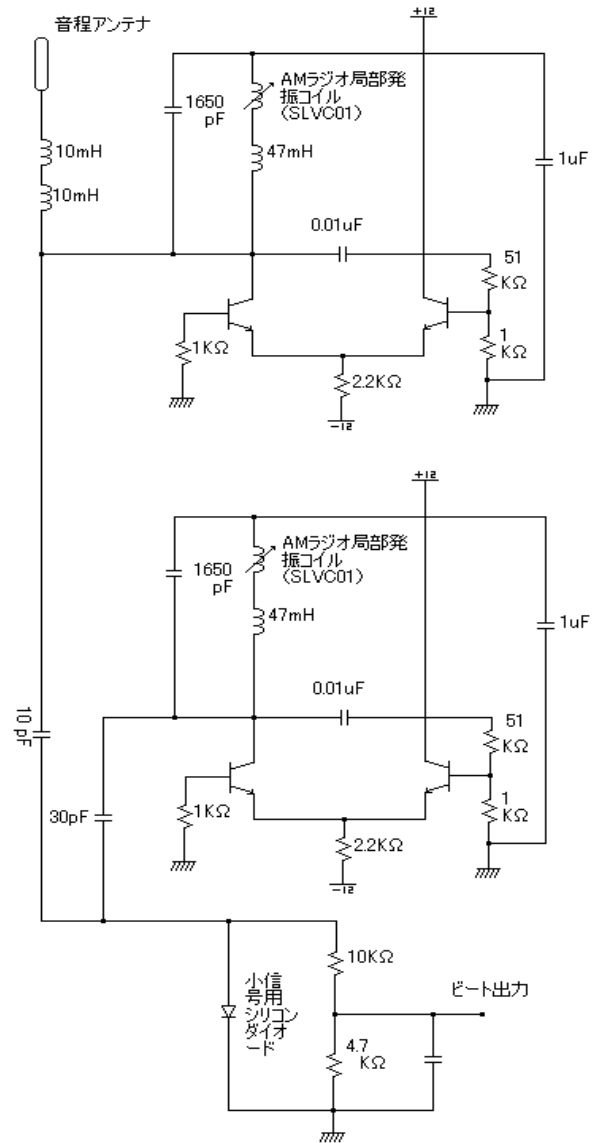 音程アンテナ
+12
1650
pF
AMラジオ局部発
振コイル
(SLVC01)
10mH
47mH
1uF
10mH
0.01uF
51
KΩ
1KΩ
1
KΩ
2.2KΩ
-12
+12
1650
pF
AMラジオ局部発
振コイル
(SLVC01)
47mH
1uF
0.01uF
10 pF
51
KΩ
30pF
1KΩ
1
KΩ
2.2KΩ
-12
10KΩ
小信
号用
シリコン
ダイオ
ード
ビート出力
4.7
KΩ